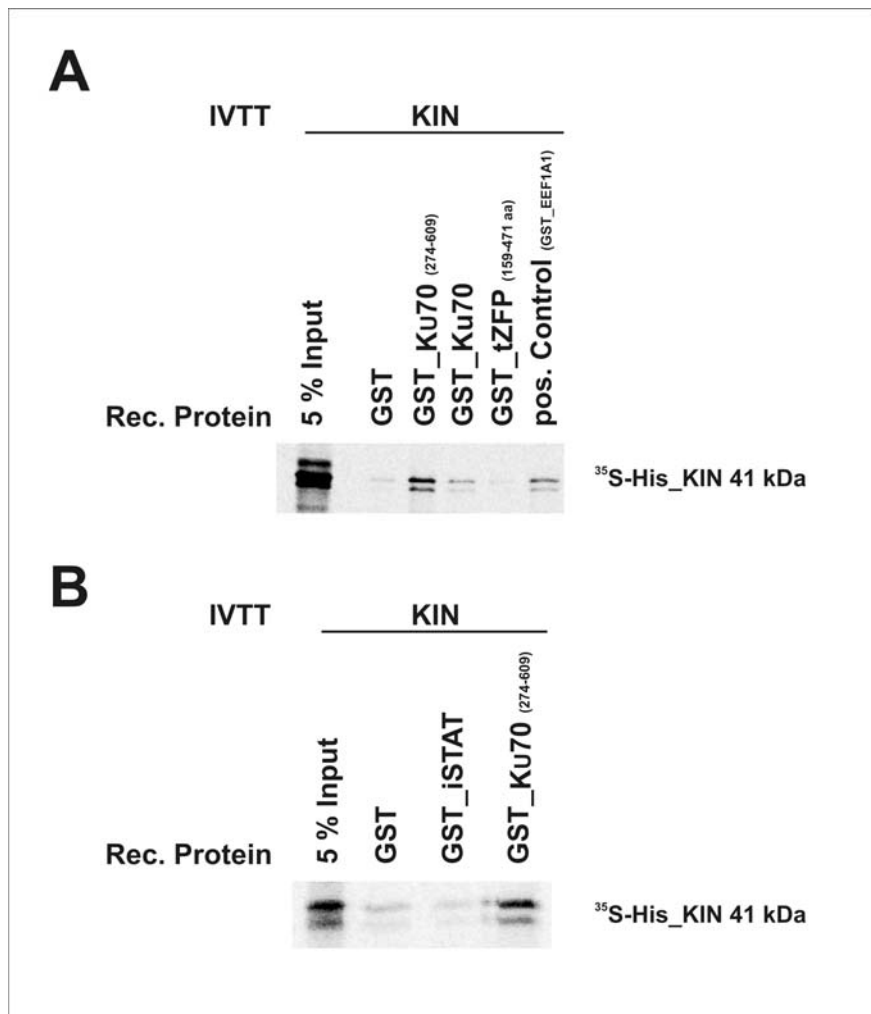 A
IVTT KIN
Rec. Protein 5 % Input GST GST_Ku70 (274-609) GST_Ku70 GST_tZFP (159-471 aa) pos. Control (GST_EEF1A1)
35S-His_KIN 41 kDa
B
IVTT KIN
Rec. Protein 5 % Input GST GST_iSTAT GST_Ku70 (274-609)
35S-His_KIN 41 kDa